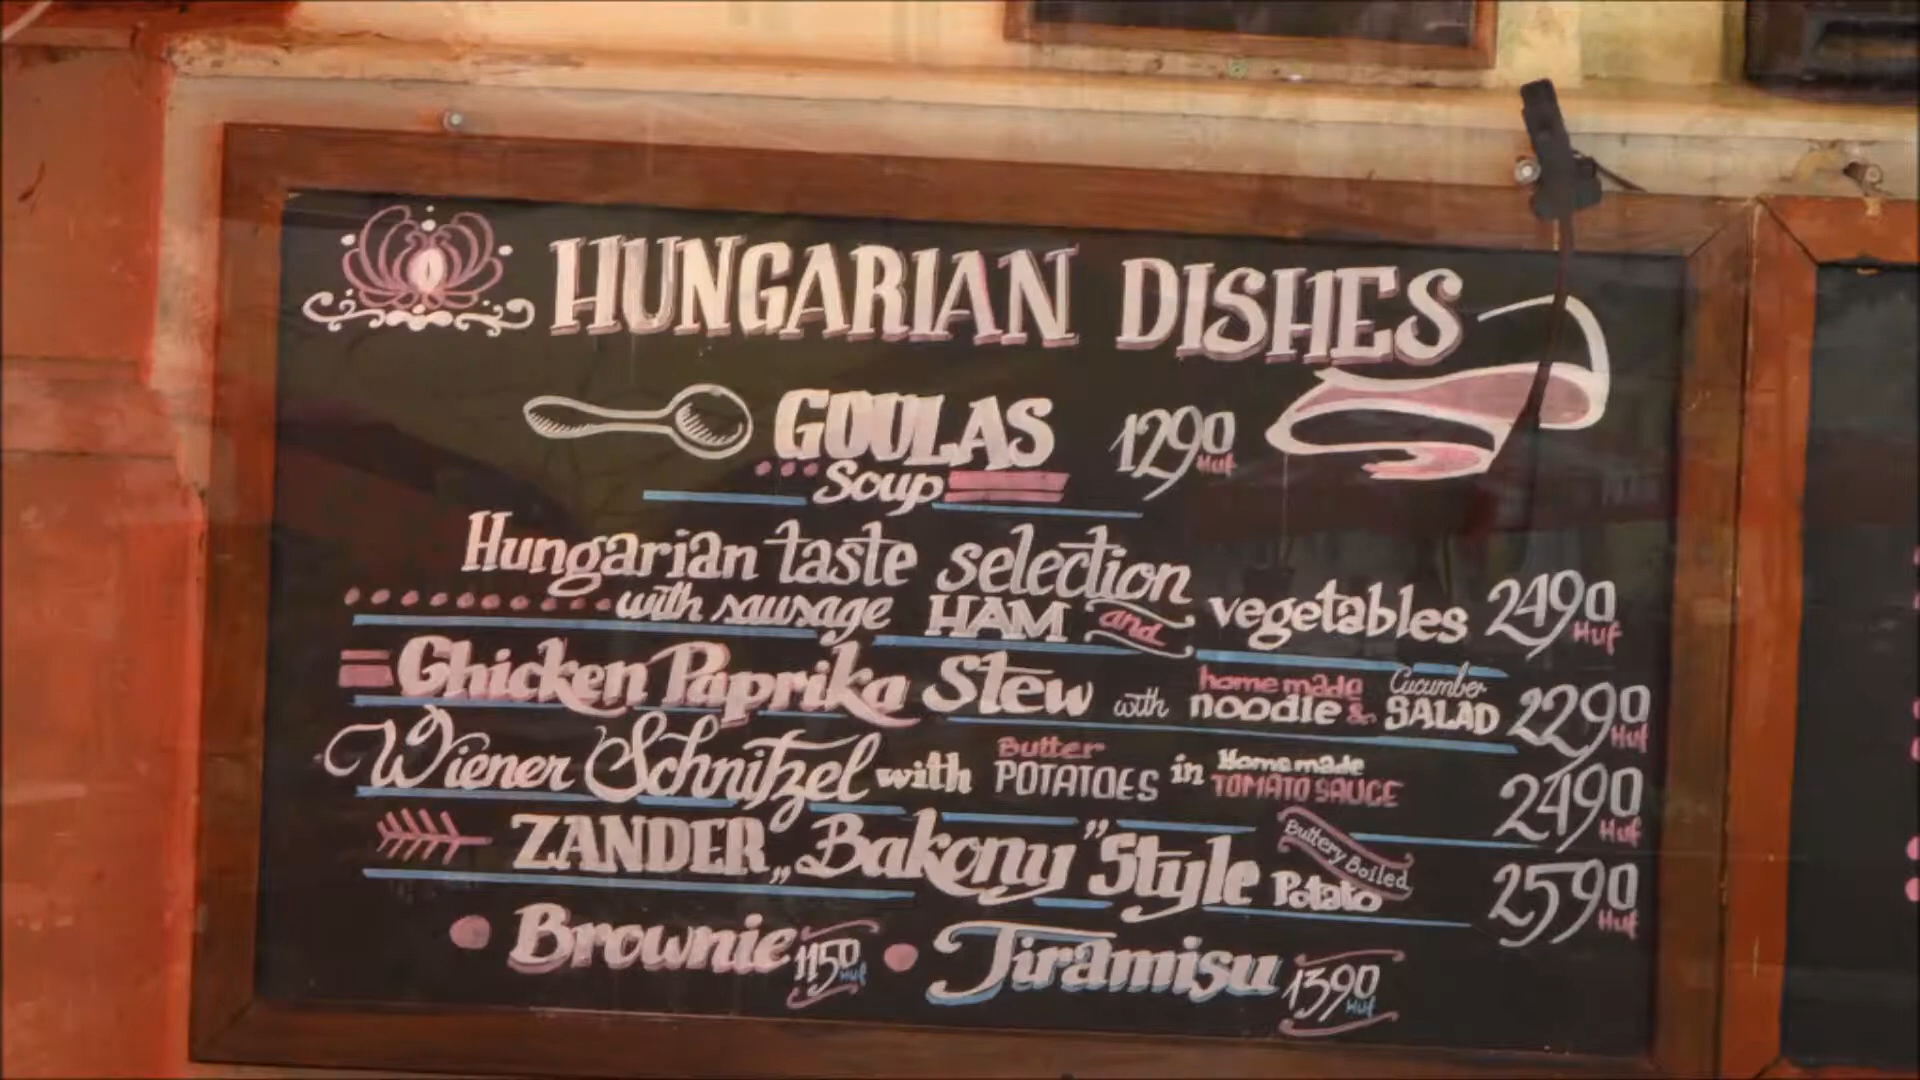 HUNGARIAN DISHES
GOULAS 1290 Huf
Soup
Hungarian taste selection
with sausage HAM and vegetables 2490 Huf
Chicken Paprika Stew with home made noodle & Cucumber SALAD 2290 Huf
Wiener Schnitzel with Butter POTATOES in Home made TOMATO SAUCE 2490 Huf
ZANDER „Bakony” Style Buttery Boiled Potato 2590 Huf
Brownie 1150 Huf Tiramisu 1390 Huf